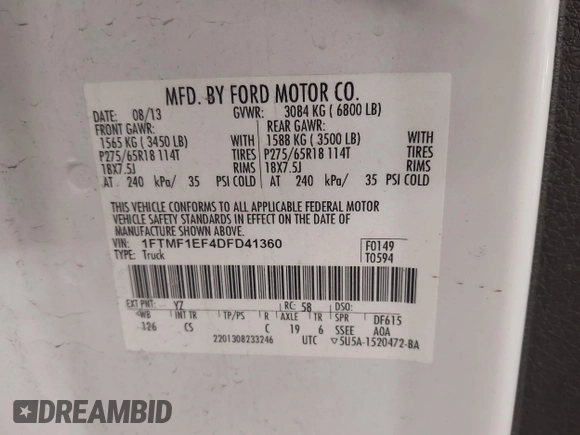 MFD. BY FORD MOTOR CO.
DATE: 08/13 GVWR: 3084 KG ( 6800 LB)
FRONT GAWR: REAR GAWR:
1565 KG ( 3450 LB) WITH 1588 KG ( 3500 LB) WITH
P275/65R18 114T TIRES P275/65R18 114T TIRES
18X7.5J RIMS 18X7.5J RIMS
AT 240 kPa/ 35 PSI COLD AT 240 kPa/ 35 PSI COLD
THIS VEHICLE CONFORMS TO ALL APPLICABLE FEDERAL MOTOR
VEHICLE SAFETY STANDARDS IN EFFECT ON THE DATE OF
MANUFACTURE SHOWN ABOVE.
VIN: 1FTMF1EF4DFD41360 F0149
TYPE: Truck T0594
EXT PNT: YZ RC: 58 DSO:
WB INT TR TP/PS R AXLE TR SPR DF615
126 CS C 19 6 SSEE AOA
2201308233246 UTC ▽5U5A-1520472-BA
DREAMBID